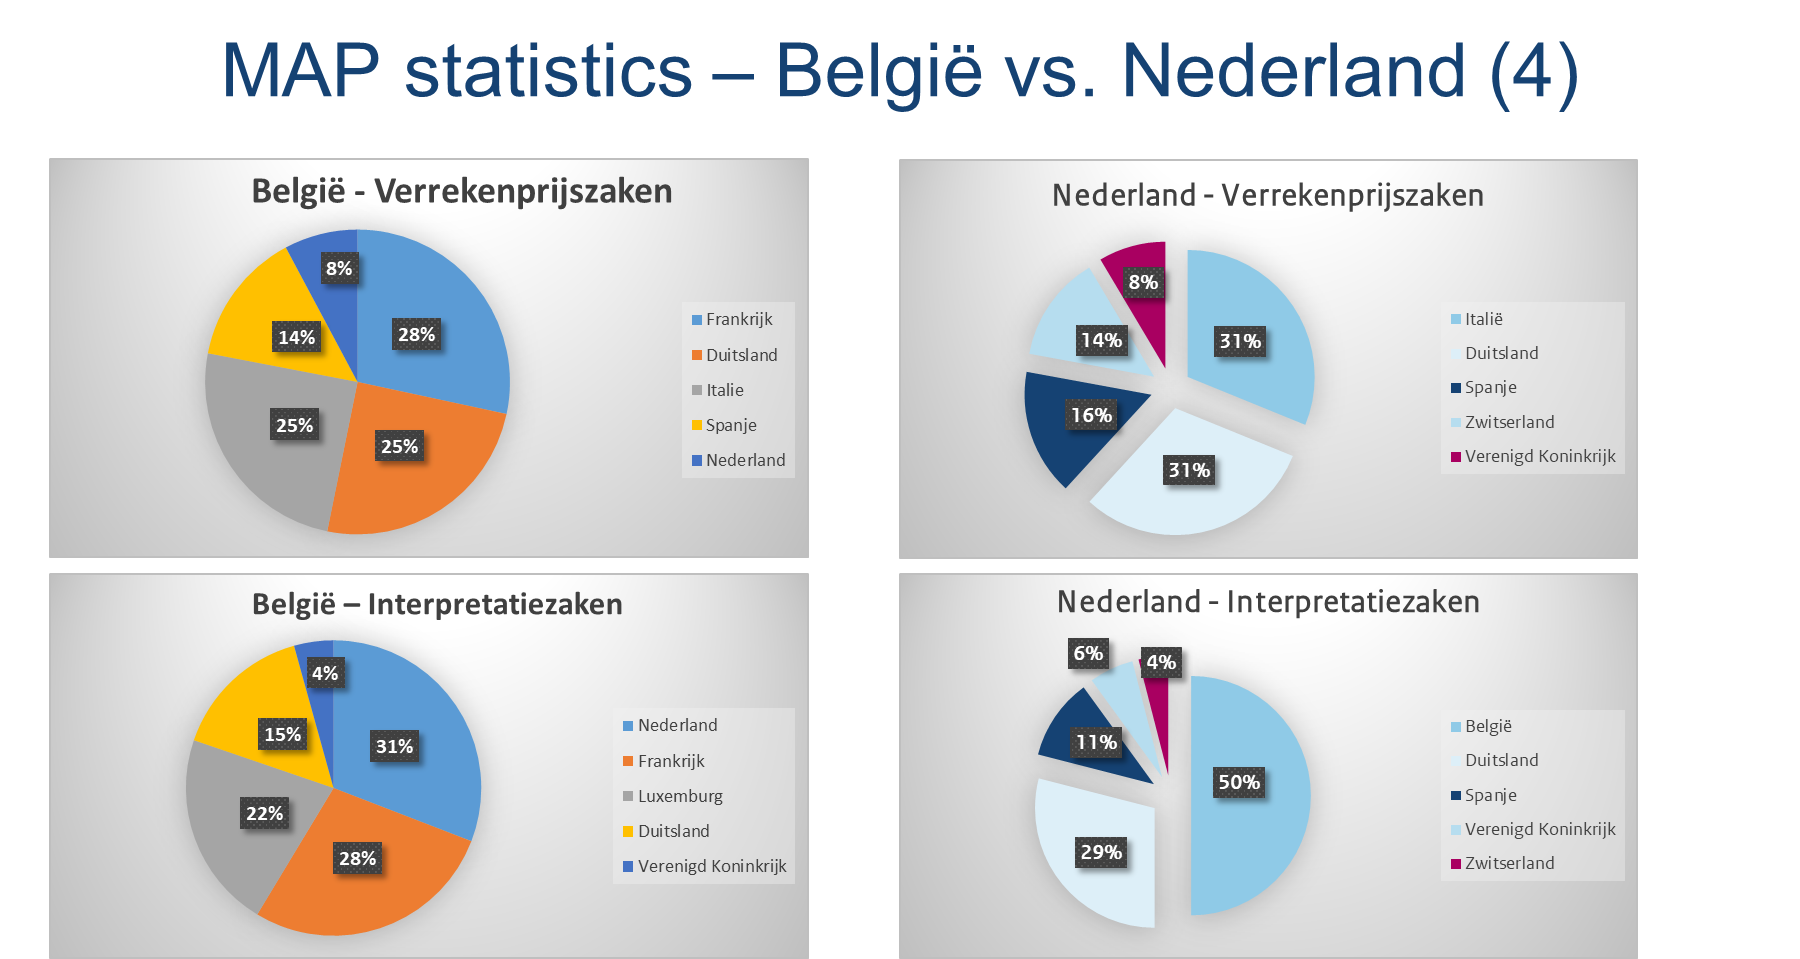 MAP statistics – België vs. Nederland (4)
België - Verrekenprijszaken
8%
28%
14%
25%
25%
Frankrijk
Duitsland
Italie
Spanje
Nederland
Nederland - Verrekenprijszaken
8%
14%
31%
16%
31%
Italië
Duitsland
Spanje
Zwitserland
Verenigd Koninkrijk
België – Interpretatiezaken
4%
15%
31%
22%
28%
Nederland
Frankrijk
Luxemburg
Duitsland
Verenigd Koninkrijk
Nederland - Interpretatiezaken
6%
4%
11%
50%
29%
België
Duitsland
Spanje
Verenigd Koninkrijk
Zwitserland